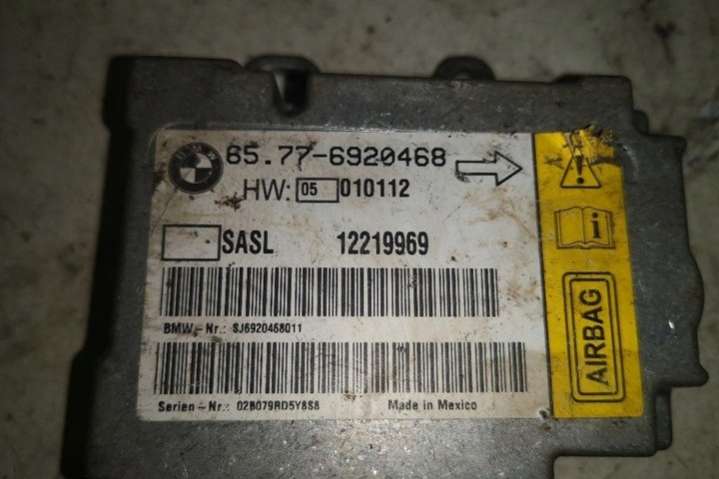 65.77-6920468
HW: 05 010112
SASL 12219969
BMW-Nr.: SJ6920468011
Serien-Nr: 02B079RD5Y8S8 Made in Mexico
AIRBAG